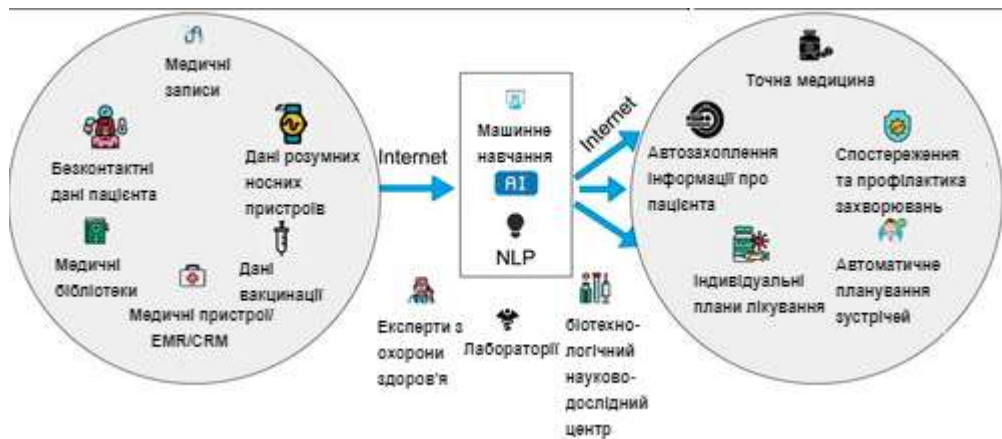 Медичні
записи
Безконтактні
дані пацієнта
Дані розумних
носних
пристроїв
Медичні
бібліотеки
Дані
вакцинації
Медичні пристрої/
EMR/CRM
Internet
Машинне
навчання
AI
NLP
Internet
Експерти з
охорони
здоров'я
Лабораторії
біотехно-
логічний
науково-
дослідний
центр
Точна медицина
Автозахоплення
інформації про
пацієнта
Спостереження
та профілактика
захворювань
Індивидуальні
плани лікування
Автоматичне
планування
зустрічей